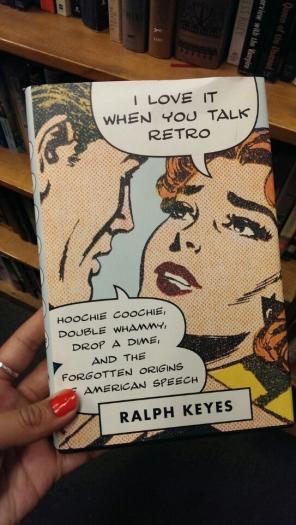 I LOVE IT
WHEN YOU TALK
RETRO
HOOCHIE COOCHIE,
DOUBLE WHAMMY,
DROP A DIME,
AND THE
FORGOTTEN ORIGINS
AMERICAN SPEECH
RALPH KEYES